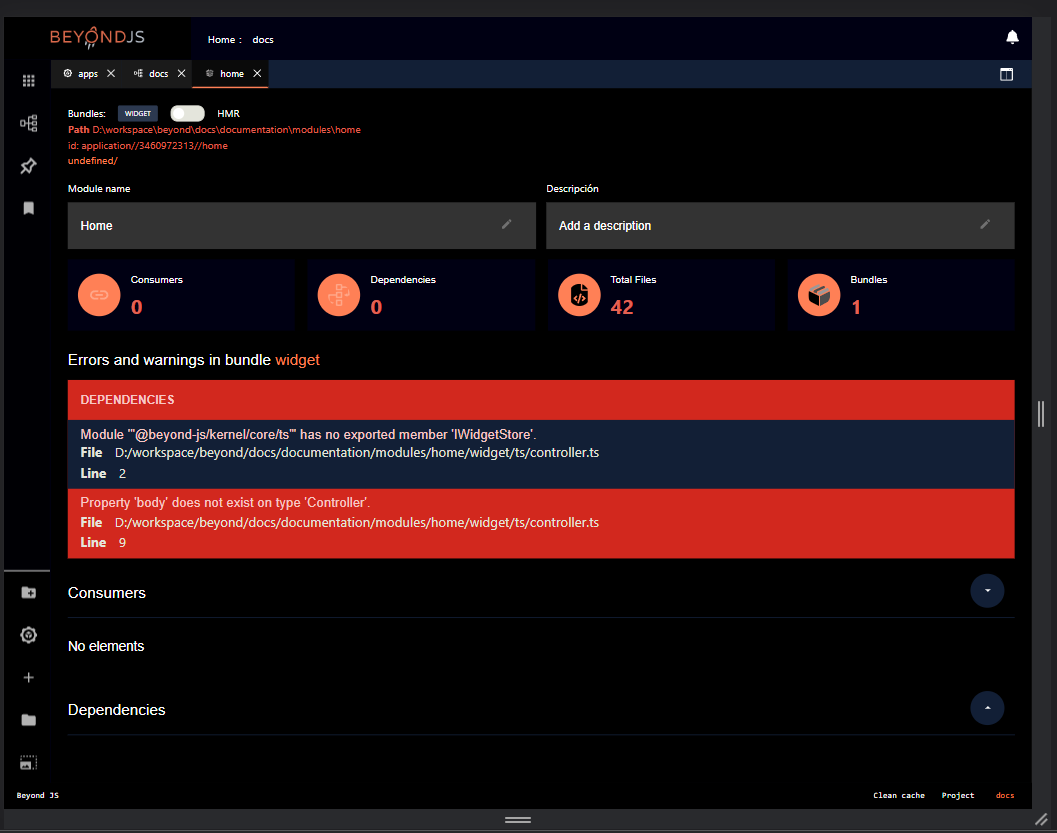 BEYONDJS
Home : docs
apps docs home
Bundles: WIDGET HMR
Path D:\workspace\beyond\docs\documentation\modules\home
id: application//3460972313//home
undefined/
Module name Descripción
Home Add a description
Consumers Dependencies Total Files Bundles
0 0 42 1
Errors and warnings in bundle widget
DEPENDENCIES
Module '"@beyond-js/kernel/core/ts"' has no exported member 'IWidgetStore'.
File D:/workspace/beyond/docs/documentation/modules/home/widget/ts/controller.ts
Line 2
Property 'body' does not exist on type 'Controller'.
File D:/workspace/beyond/docs/documentation/modules/home/widget/ts/controller.ts
Line 9
Consumers
No elements
Dependencies
Beyond JS Clean cache Project docs